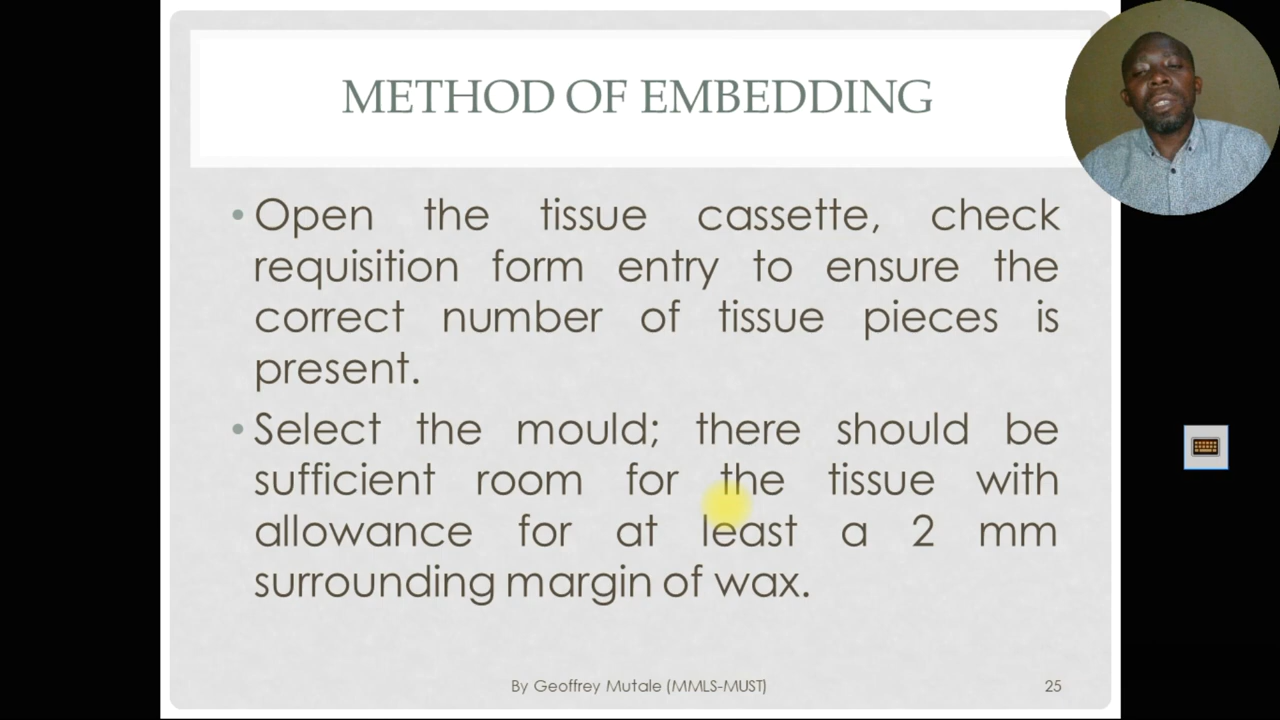 METHOD OF EMBEDDING
• Open the tissue cassette, check
requisition form entry to ensure the
correct number of tissue pieces is
present.
• Select the mould; there should be
sufficient room for the tissue with
allowance for at least a 2 mm
surrounding margin of wax.
By Geoffrey Mutale (MMLS-MUST)
25